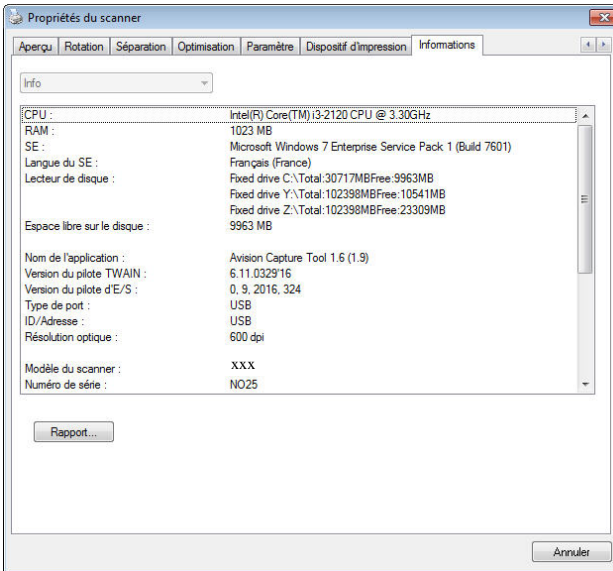 Propriétés du scanner
Aperçu Rotation Séparation Optimisation Paramètre Dispositif d'impression Informations
Info
CPU : Intel(R) Core(TM) i3-2120 CPU @ 3.30GHz
RAM : 1023 MB
SE : Microsoft Windows 7 Enterprise Service Pack 1 (Build 7601)
Langue du SE : Français (France)
Lecteur de disque : Fixed drive C:\Total:30717MBFree:9963MB
Fixed drive Y:\Total:102398MBFree:10541MB
Fixed drive Z:\Total:102398MBFree:23309MB
Espace libre sur le disque : 9963 MB
Nom de l'application : Avision Capture Tool 1.6 (1.9)
Version du pilote TWAIN : 6.11.0329'16
Version du pilote d'E/S : 0, 9, 2016, 324
Type de port : USB
ID/Adresse : USB
Résolution optique : 600 dpi
Modèle du scanner : XXX
Numéro de série : NO25
Rapport...
Annuler